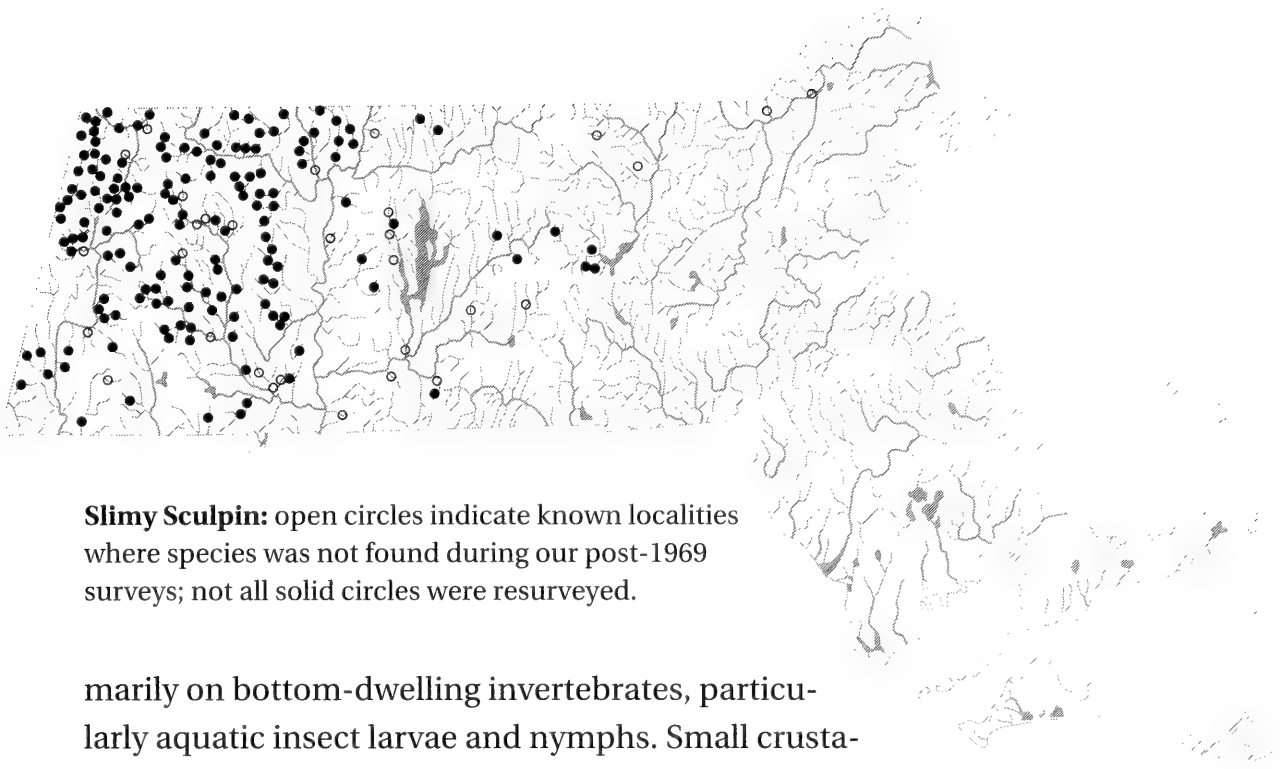 Slimy Sculpin: open circles indicate known localities
where species was not found during our post-1969
surveys; not all solid circles were resurveyed.
marily on bottom-dwelling invertebrates, particu-
larly aquatic insect larvae and nymphs. Small crusta-